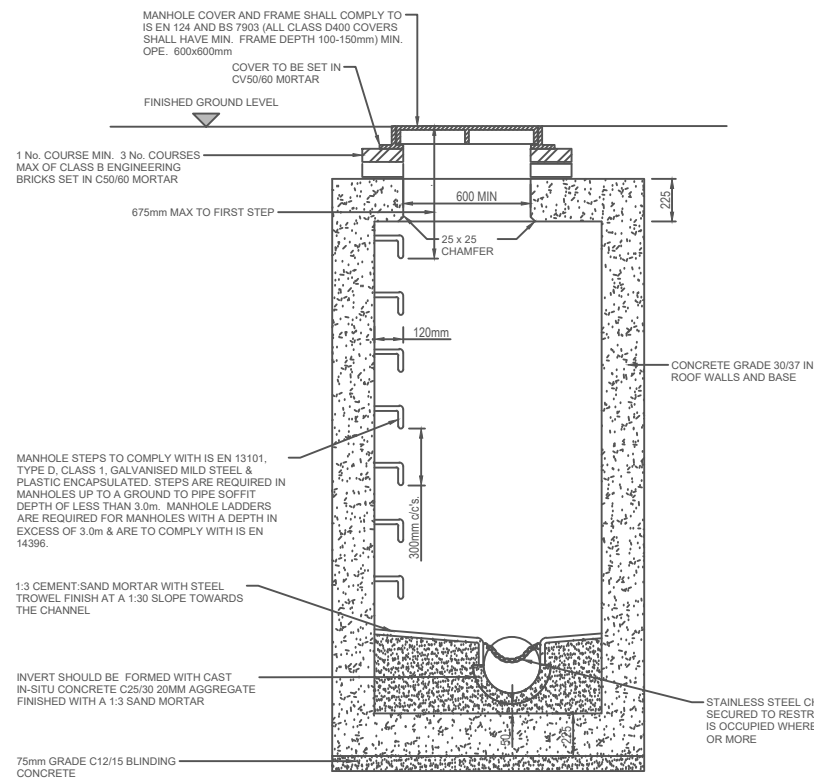 MANHOLE COVER AND FRAME SHALL COMPLY TO
IS EN 124 AND BS 7903 (ALL CLASS D400 COVERS
SHALL HAVE MIN. FRAME DEPTH 100-150mm) MIN.
OPE. 600x600mm
COVER TO BE SET IN
CV50/60 M0RTAR
FINISHED GROUND LEVEL
1 No. COURSE MIN. 3 No. COURSES
MAX OF CLASS B ENGINEERING
BRICKS SET IN C50/60 MORTAR
600 MIN
225
675mm MAX TO FIRST STEP
25 x 25
CHAMFER
120mm
CONCRETE GRADE 30/37 IN
ROOF WALLS AND BASE
MANHOLE STEPS TO COMPLY WITH IS EN 13101,
TYPE D, CLASS 1, GALVANISED MILD STEEL &
PLASTIC ENCAPSULATED. STEPS ARE REQUIRED IN
MANHOLES UP TO A GROUND TO PIPE SOFFIT
DEPTH OF LESS THAN 3.0m. MANHOLE LADDERS
ARE REQUIRED FOR MANHOLES WITH A DEPTH IN
EXCESS OF 3.0m & ARE TO COMPLY WITH IS EN
14396.
300mm c/c's.
1:3 CEMENT:SAND MORTAR WITH STEEL
TROWEL FINISH AT A 1:30 SLOPE TOWARDS
THE CHANNEL
INVERT SHOULD BE FORMED WITH CAST
IN-SITU CONCRETE C25/30 20MM AGGREGATE
FINISHED WITH A 1:3 SAND MORTAR
STAINLESS STEEL
SECURED TO
IS OCCUPIED
OR MORE
225
75mm GRADE C12/15 BLINDING
CONCRETE